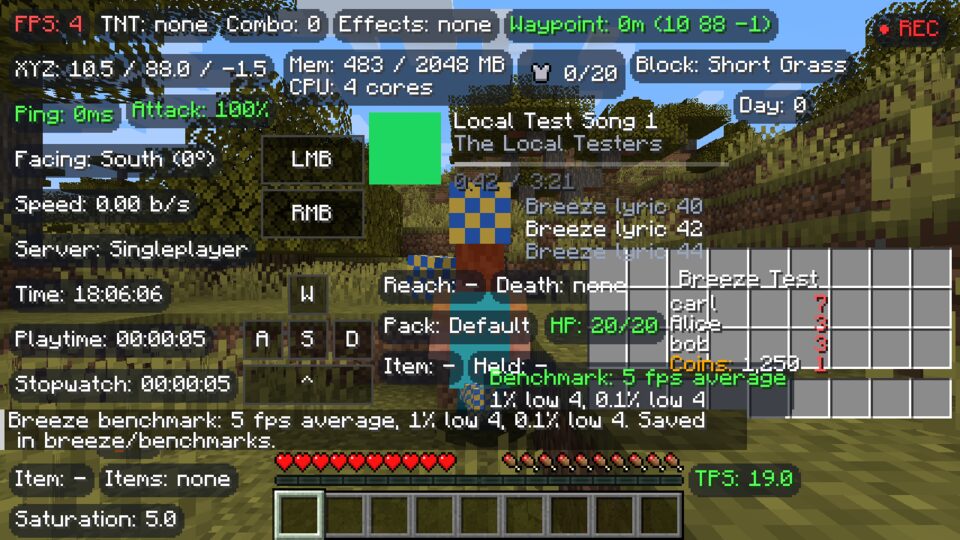 FPS: 4 TNT: none Combo: 0 Effects: none Waypoint: 0m (10 88 -1) REC
XYZ: 10.5 / 88.0 / -1.5
Mem: 483 / 2048 MB
CPU: 4 cores
0/20
Block: Short Grass
Day: 0
Ping: 0ms
Attack: 100%
Local Test Song 1
The Local Testers
0:42 / 3:21
Facing: South (0°)
LMB
Speed: 0.00 b/s
RMB
Breeze lyric 40
Breeze lyric 42
Breeze lyric 44
Server: Singleplayer
Time: 18:06:06
W
Reach: - Death: none
Breeze Test
carl 7
Alice 3
bob 3
Coins: 1,250 1
Playtime: 00:00:05
A S D
Pack: Default
HP: 20/20
Item: - Held: -
Stopwatch: 00:00:05
^
Benchmark: 5 fps average
1% low 4, 0.1% low 4
Breeze benchmark: 5 fps average, 1% low 4, 0.1% low 4. Saved
in breeze/benchmarks.
Item: - Items: none
TPS: 19.0
Saturation: 5.0